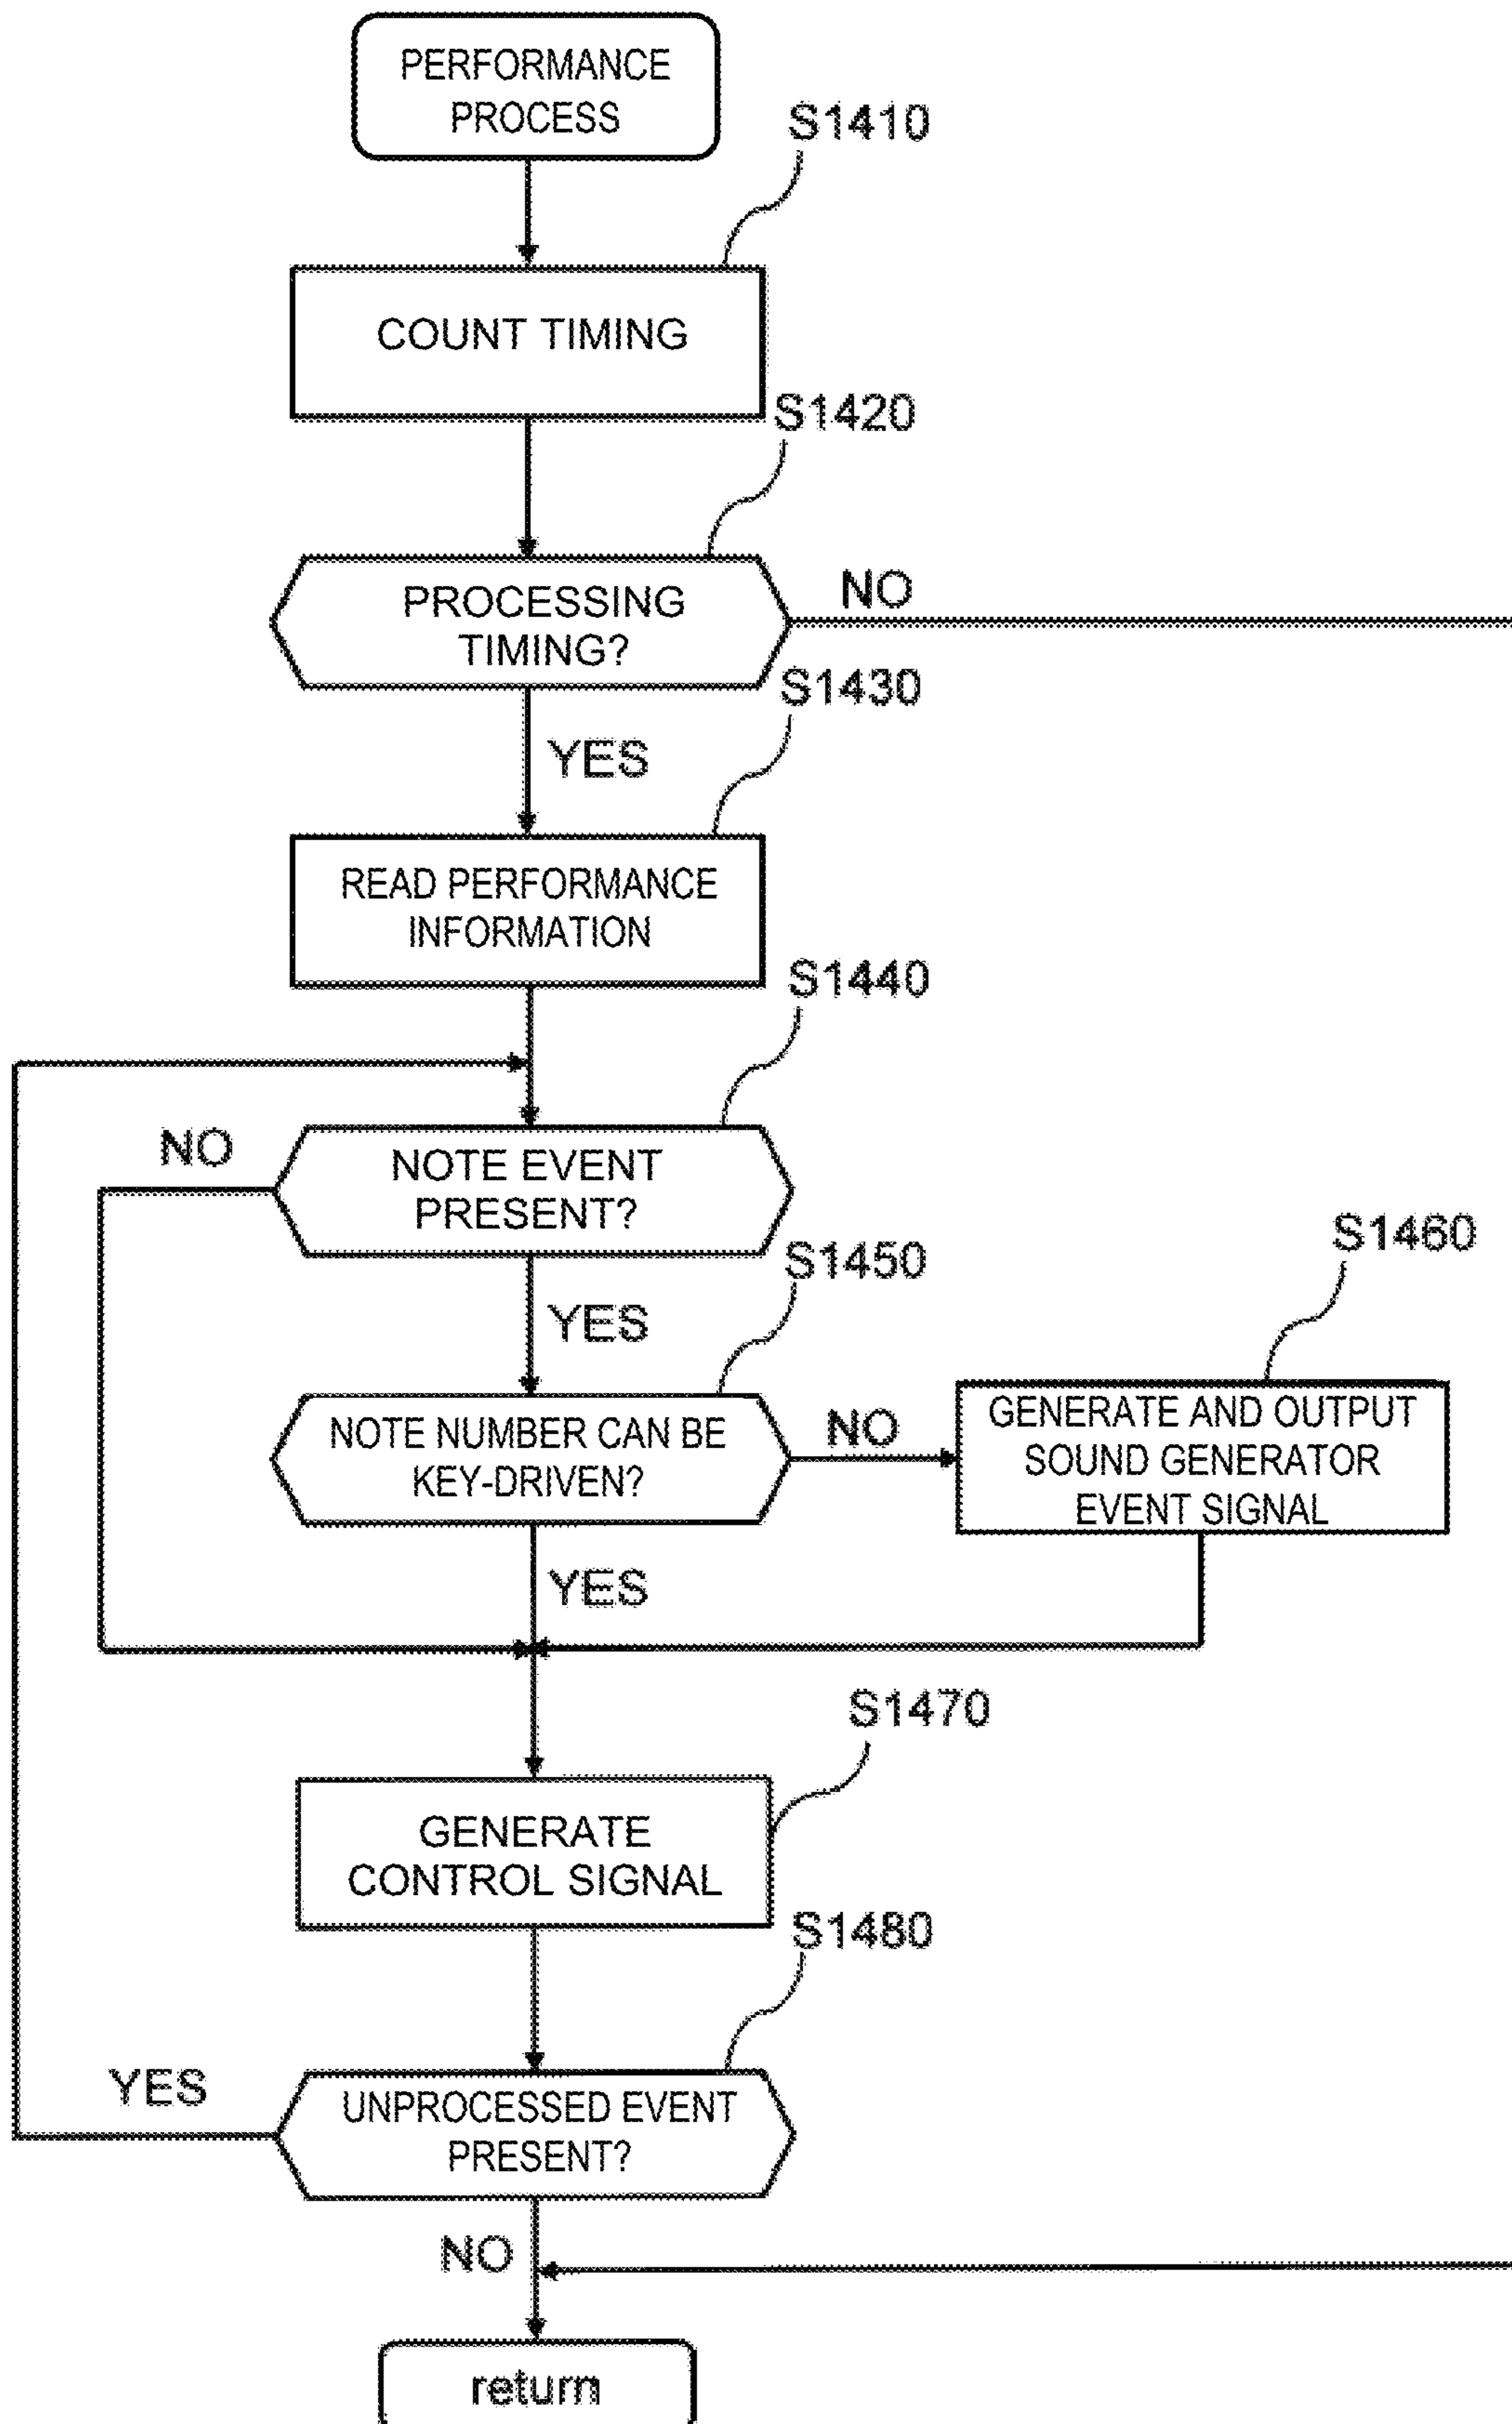 PERFORMANCE
PROCESS
S1410
COUNT TIMING
S1420
PROCESSING
TIMING?
NO
S1430
YES
READ PERFORMANCE
INFORMATION
S1440
NO
NOTE EVENT
PRESENT?
S1450
S1460
YES
NOTE NUMBER CAN BE
KEY-DRIVEN?
NO
GENERATE AND OUTPUT
SOUND GENERATOR
EVENT SIGNAL
YES
S1470
GENERATE
CONTROL SIGNAL
S1480
YES
UNPROCESSED EVENT
PRESENT?
NO
return